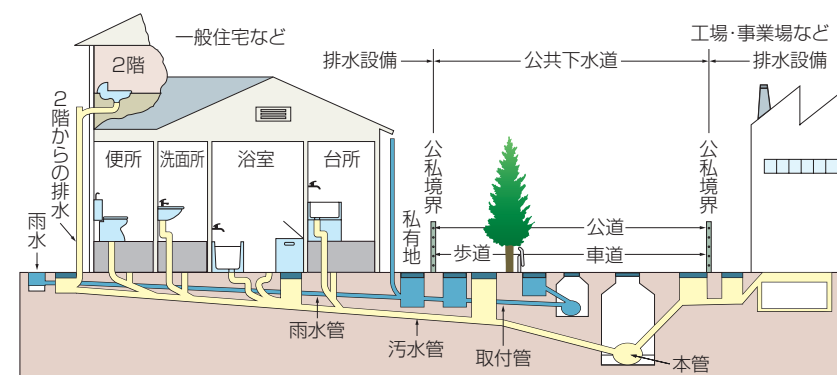 一般住宅など
工場・事業場など
2階
排水設備
公共下水道
排水設備
2階からの排水
便所
洗面所
浴室
台所
公私境界
公私境界
雨水
私有地
公道
歩道
車道
雨水管
汚水管
取付管
本管